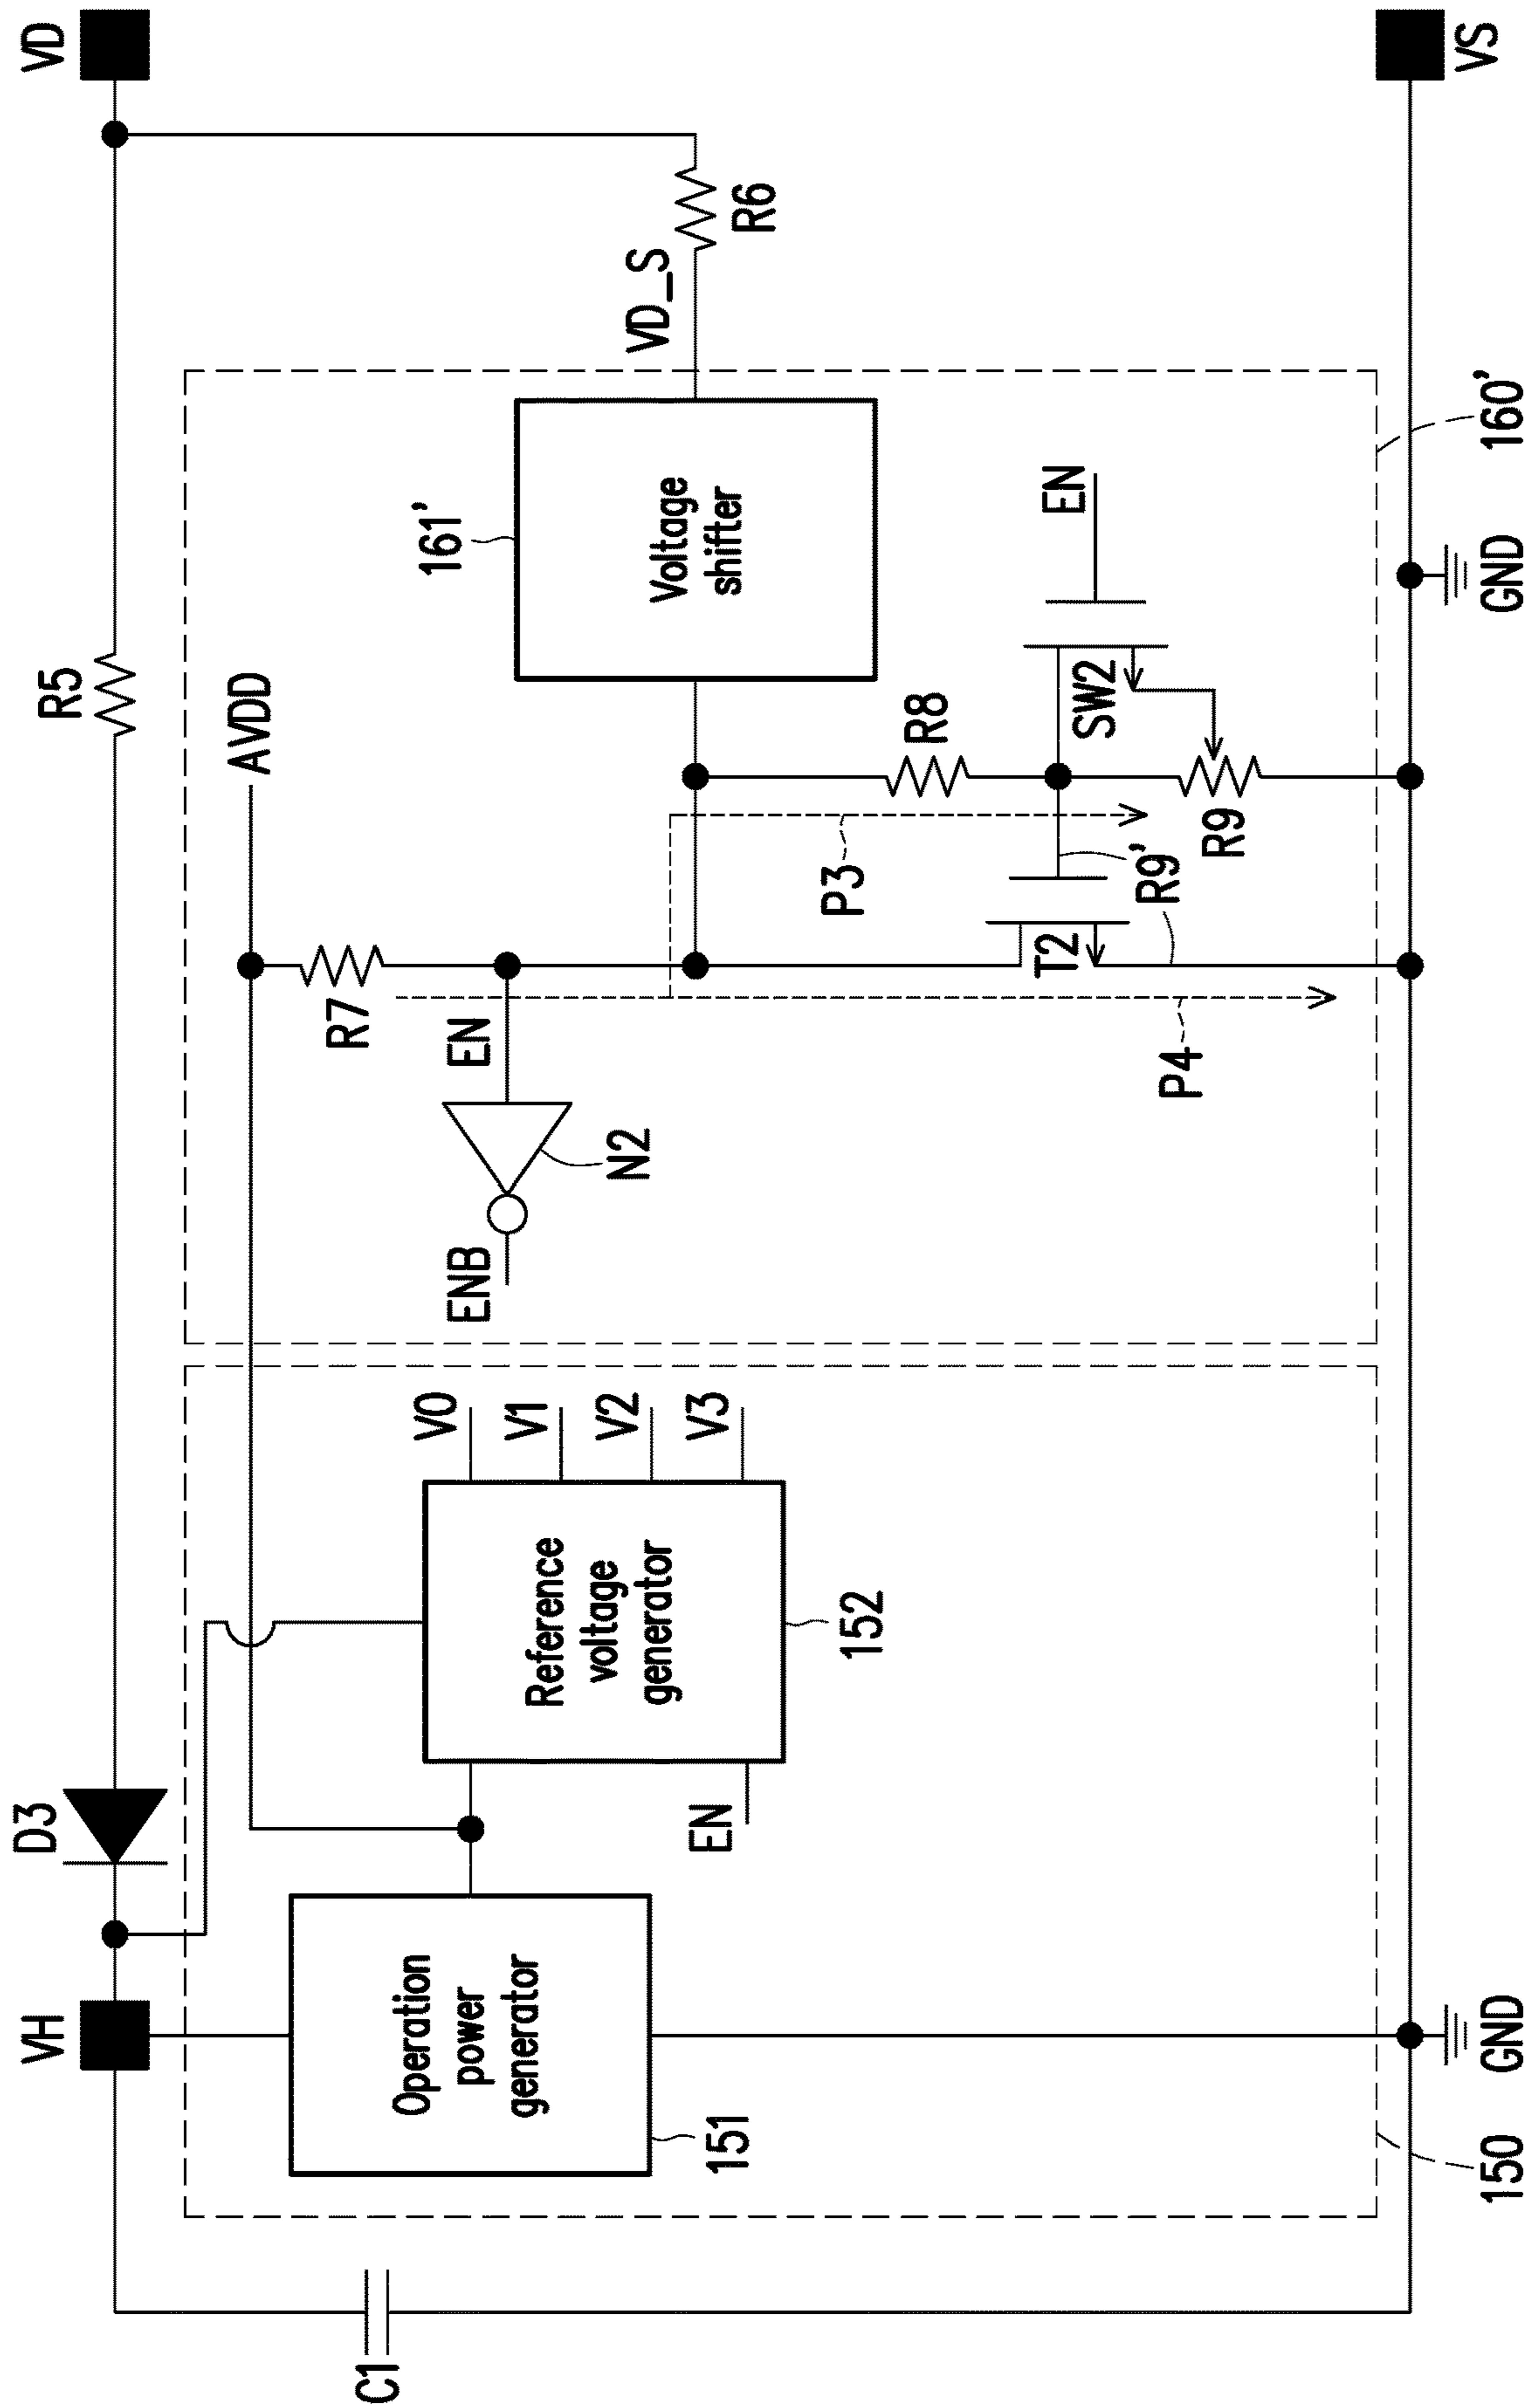 VH
D3
R5
VD
AVDD
R7
EN
ENB
N2
161'
Voltage
shifter
VD_S
R6
R8
P3
EN
SW2
T2
R9'
R9
P4
V0
V1
V2
V3
Reference
voltage
generator
152
EN
Operation
power
generator
151
C1
150
GND
GND
160'
VS